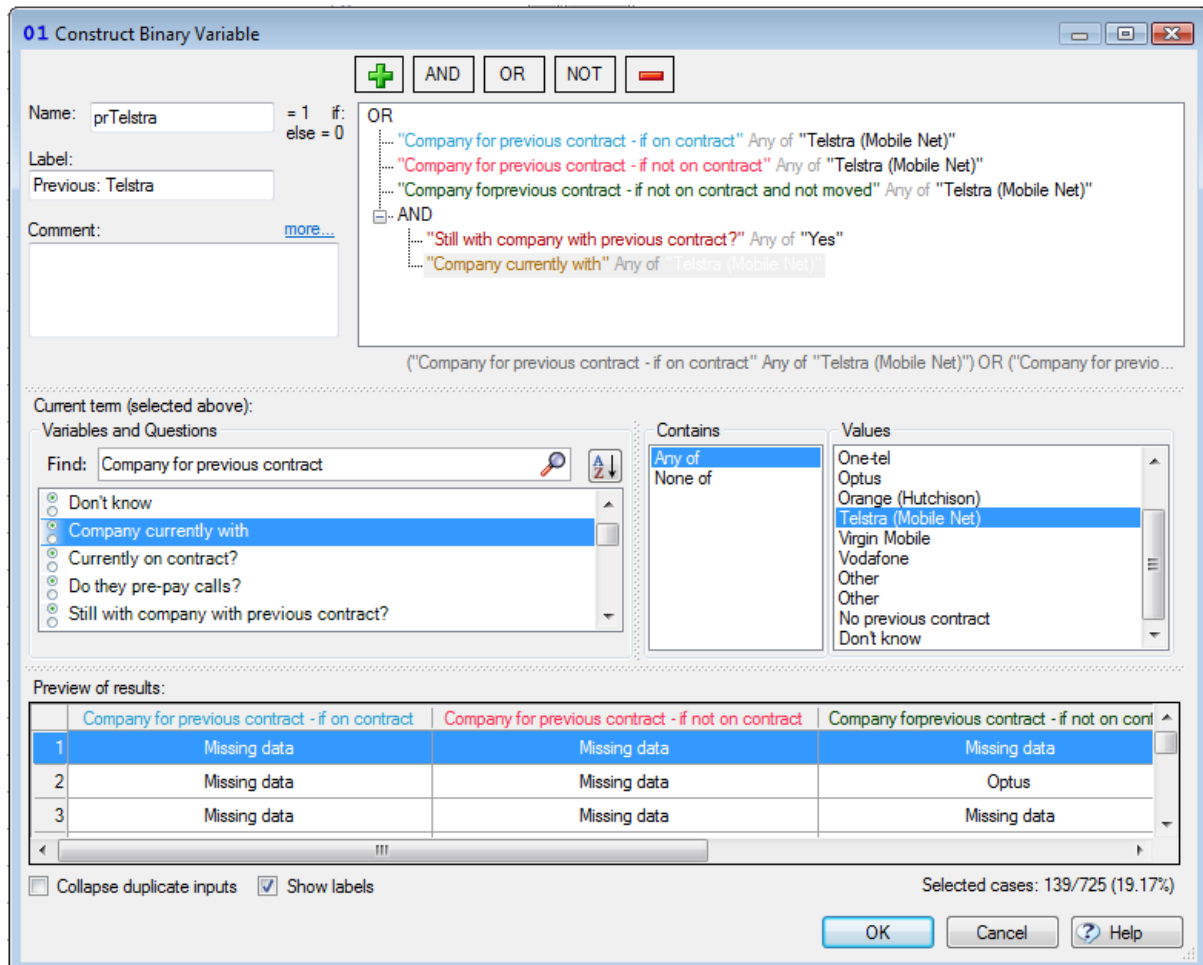 01 Construct Binary Variable
AND OR NOT
Name: prTelstra = 1 if:
else = 0
Label:
Previous: Telstra
Comment: more...
OR
"Company for previous contract - if on contract" Any of "Telstra (Mobile Net)"
"Company for previous contract - if not on contract" Any of "Telstra (Mobile Net)"
"Company forprevious contract - if not on contract and not moved" Any of "Telstra (Mobile Net)"
AND
"Still with company with previous contract?" Any of "Yes"
"Company currently with" Any of "Telstra (Mobile Net)"
("Company for previous contract - if on contract" Any of "Telstra (Mobile Net)") OR ("Company for previo...
Current term (selected above):
Variables and Questions
Find: Company for previous contract
A
Z
Don't know
Company currently with
Currently on contract?
Do they pre-pay calls?
Still with company with previous contract?
Contains
Any of
None of
Values
One-tel
Optus
Orange (Hutchison)
Telstra (Mobile Net)
Virgin Mobile
Vodafone
Other
Other
No previous contract
Don't know
Preview of results:
Company for previous contract - if on contract Company for previous contract - if not on contract Company forprevious contract - if not on cont
1 Missing data Missing data Missing data
2 Missing data Missing data Optus
3 Missing data Missing data Missing data
Collapse duplicate inputs Show labels Selected cases: 139/725 (19.17%)
OK Cancel ? Help